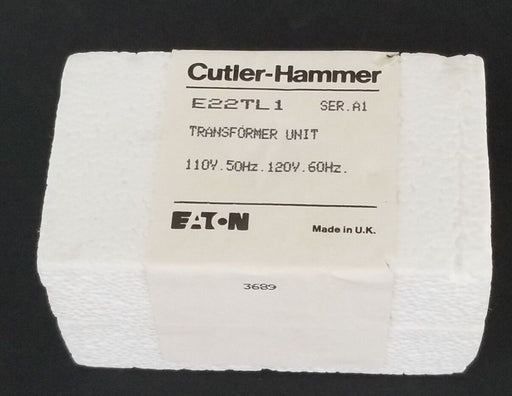 Cutler-Hammer
E22TL1 SER.A1
TRANSFORMER UNIT
110V.50Hz.120V.60Hz.
EATON
Made in U.K.
3689